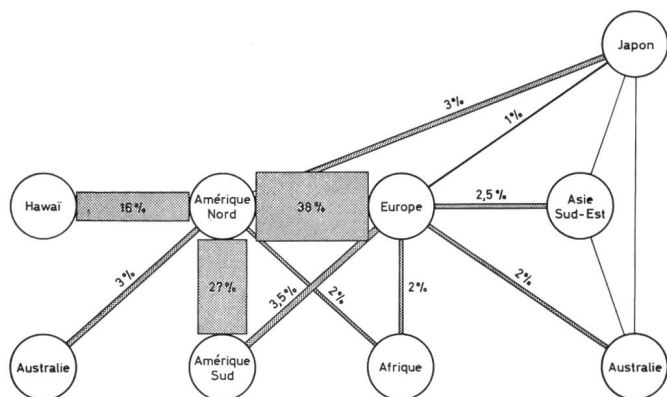 Japon
3%
1%
Hawaï
16%
Amérique
Nord
38%
Europe
2,5%
Asie
Sud-Est
3%
27%
3,5%
2%
2%
2%
Australie
Amérique
Sud
Afrique
Australie